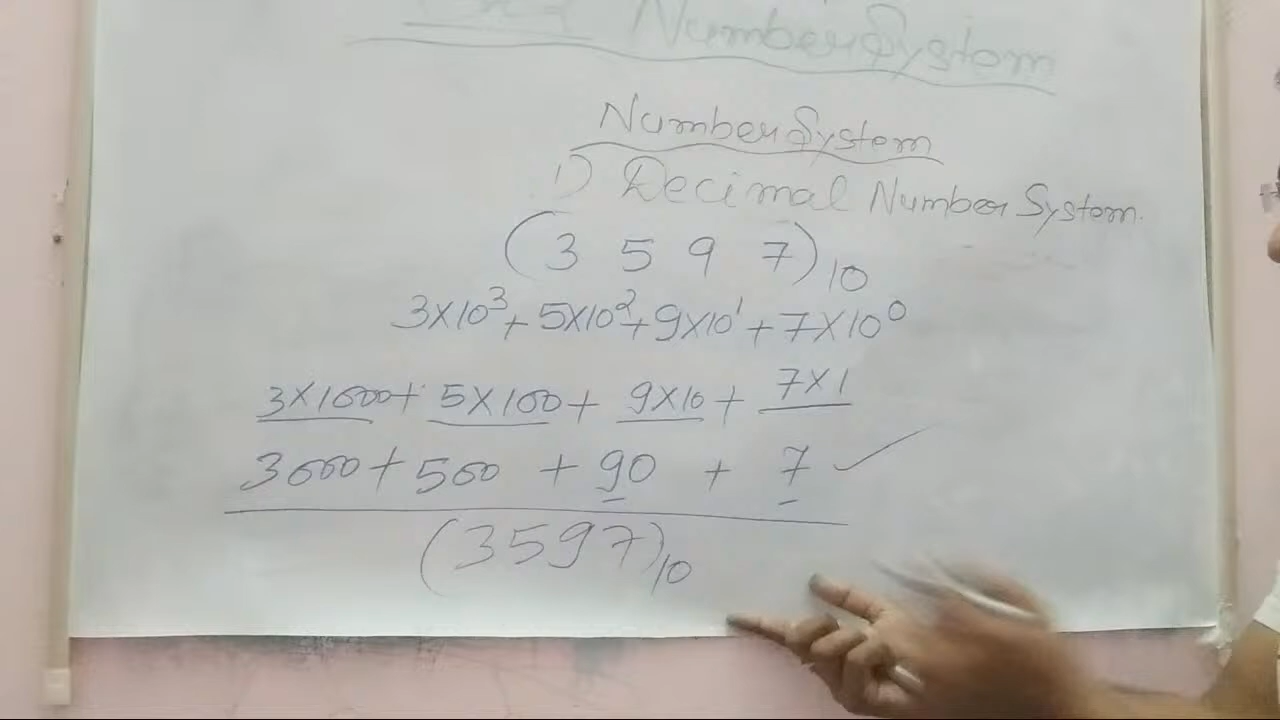 Number System
Number System
1) Decimal Number System.
(3 5 9 7)₁₀
3×10³ + 5×10² + 9×10¹ + 7×10⁰
3×1000 + 5×100 + 9×10 + 7×1
3000 + 500 + 90 + 7 ✓
(3597)₁₀